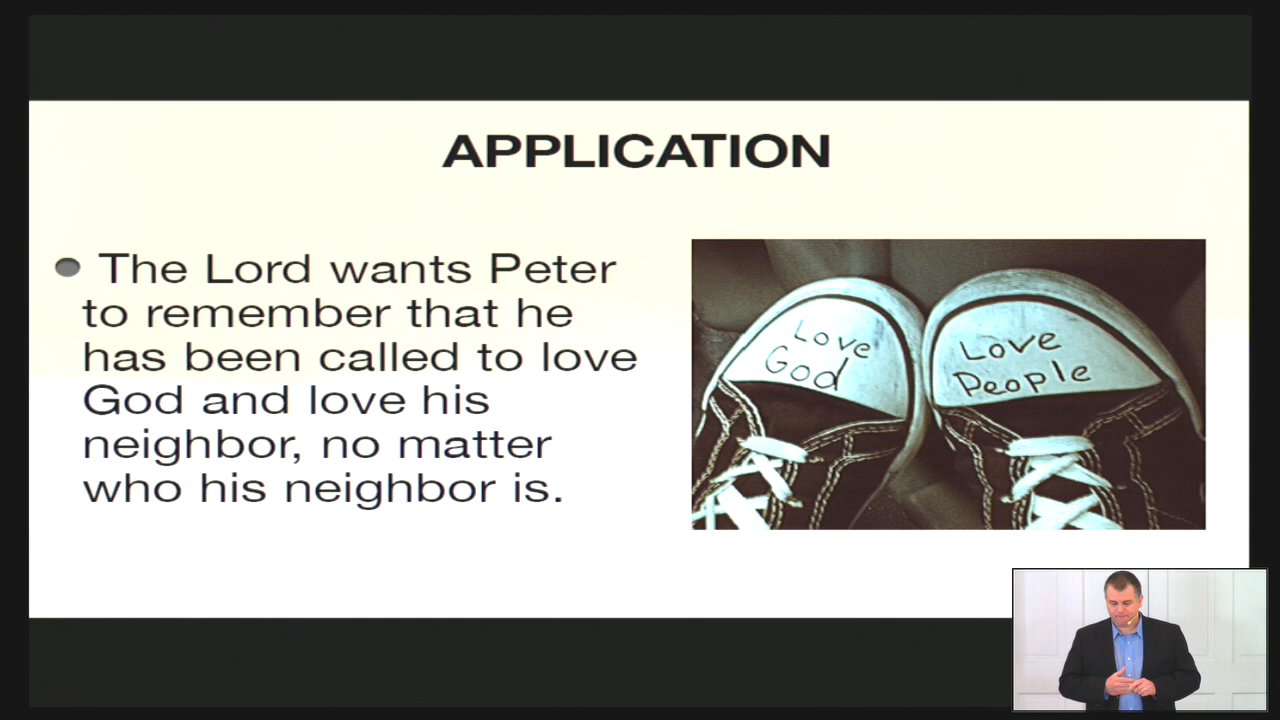 APPLICATION
The Lord wants Peter
to remember that he
has been called to love
God and love his
neighbor, no matter
who his neighbor is.
Love
God
Love
People